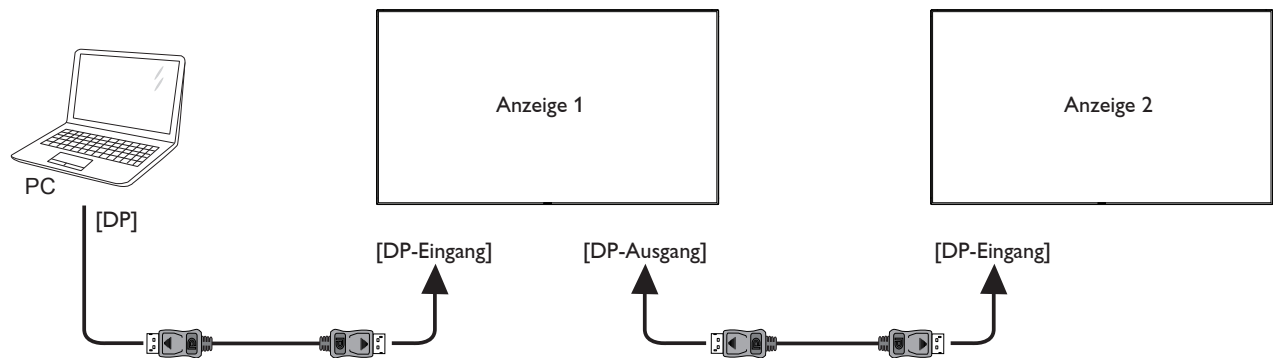 Anzeige 1
Anzeige 2
PC
[DP]
[DP-Eingang]
[DP-Ausgang]
[DP-Eingang]